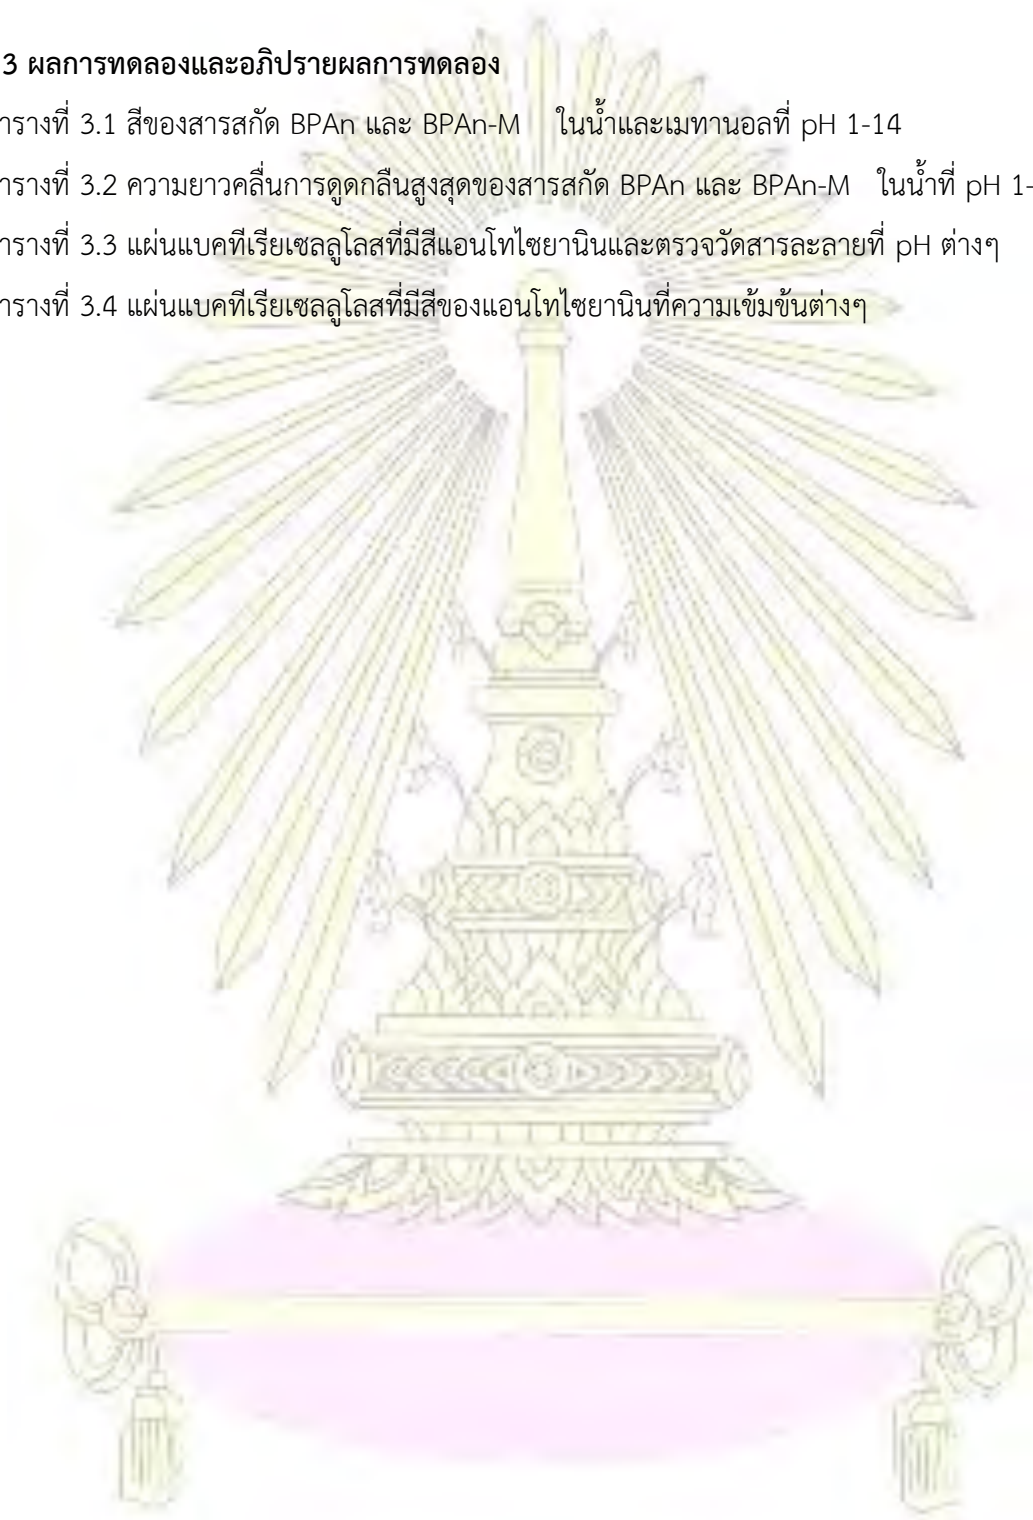 3 ผลการทดลองและอภิปรายผลการทดลอง
ารางที่ 3.1 สีของสารสกัด BPAn และ BPAn-M ในน้ำและเมทานอลที่ pH 1-14
ารางที่ 3.2 ความยาวคลื่นการดูดกลืนสูงสุดของสารสกัด BPAn และ BPAn-M ในน้ำที่ pH 1-
ารางที่ 3.3 แผ่นแบคทีเรียเซลลูโลสที่มีสีแอนโทไซยานินและตรวจวัดสารละลายที่ pH ต่างๆ
ารางที่ 3.4 แผ่นแบคทีเรียเซลลูโลสที่มีสีของแอนโทไซยานินที่ความเข้มข้นต่างๆ